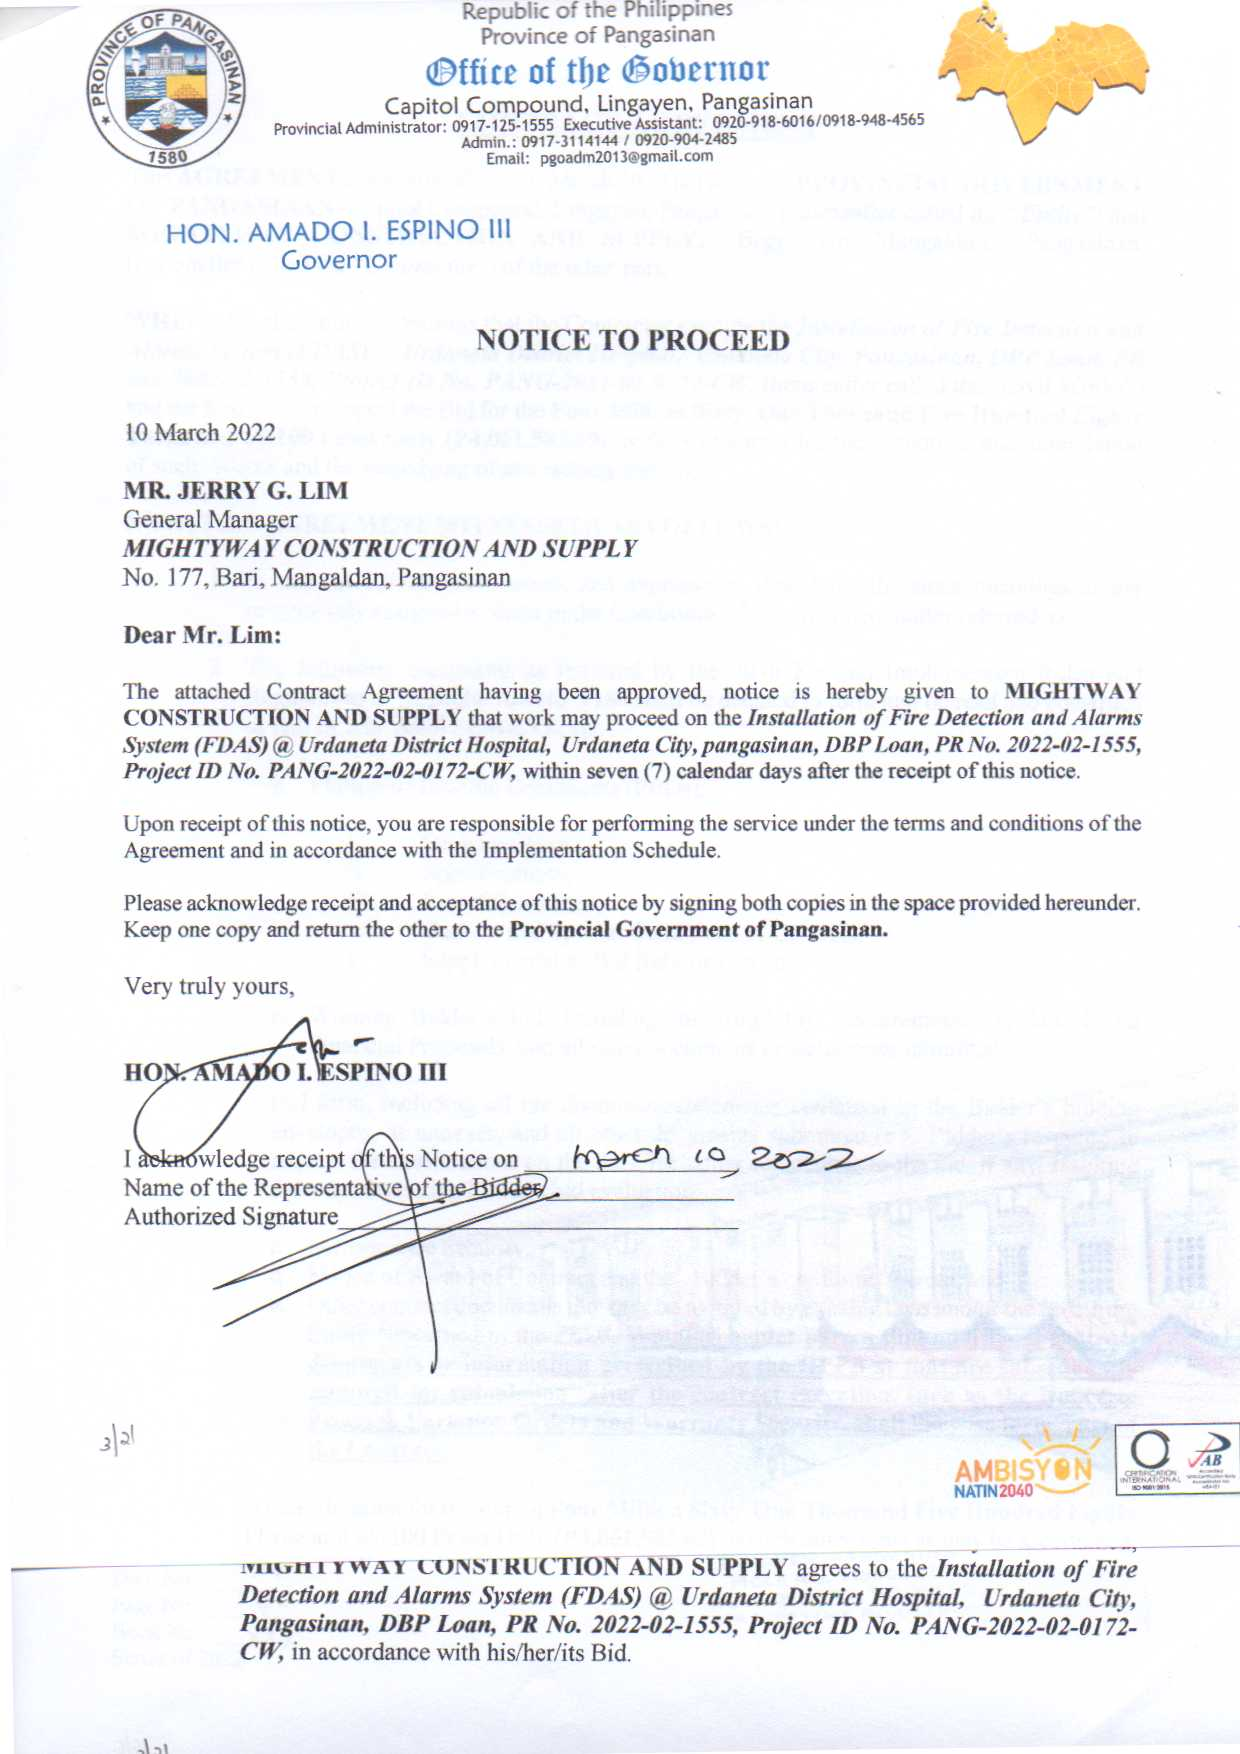 PROVINCE OF PANGASINAN
1580
Republic of the Philippines
Province of Pangasinan
Office of the Governor
Capitol Compound, Lingayen, Pangasinan
Provincial Administrator: 0917-125-1555 Executive Assistant: 0920-918-6016/0918-948-4565
Admin.: 0917-3114144 / 0920-904-2485
Email: pgoadm2013@gmail.com
HON. AMADO I. ESPINO III
Governor
NOTICE TO PROCEED
10 March 2022
MR. JERRY G. LIM
General Manager
MIGHTYWAY CONSTRUCTION AND SUPPLY
No. 177, Bari, Mangaldan, Pangasinan
Dear Mr. Lim:
The attached Contract Agreement having been approved, notice is hereby given to MIGHTWAY
CONSTRUCTION AND SUPPLY that work may proceed on the Installation of Fire Detection and Alarms
System (FDAS) @ Urdaneta District Hospital, Urdaneta City, pangasinan, DBP Loan, PR No. 2022-02-1555,
Project ID No. PANG-2022-02-0172-CW, within seven (7) calendar days after the receipt of this notice.
Upon receipt of this notice, you are responsible for performing the service under the terms and conditions of the
Agreement and in accordance with the Implementation Schedule.
Please acknowledge receipt and acceptance of this notice by signing both copies in the space provided hereunder.
Keep one copy and return the other to the Provincial Government of Pangasinan.
Very truly yours,
HON. AMADO I. ESPINO III
I acknowledge receipt of this Notice on March 10, 2022
Name of the Representative of the Bidder
Authorized Signature
3/21
AMBISYON
NATIN2040
CERTIFICATION
INTERNATIONAL
ISO 9001:2015
AB
MIGHTYWAY CONSTRUCTION AND SUPPLY agrees to the Installation of Fire
Detection and Alarms System (FDAS) @ Urdaneta District Hospital, Urdaneta City,
Pangasinan, DBP Loan, PR No. 2022-02-1555, Project ID No. PANG-2022-02-0172-
CW, in accordance with his/her/its Bid.